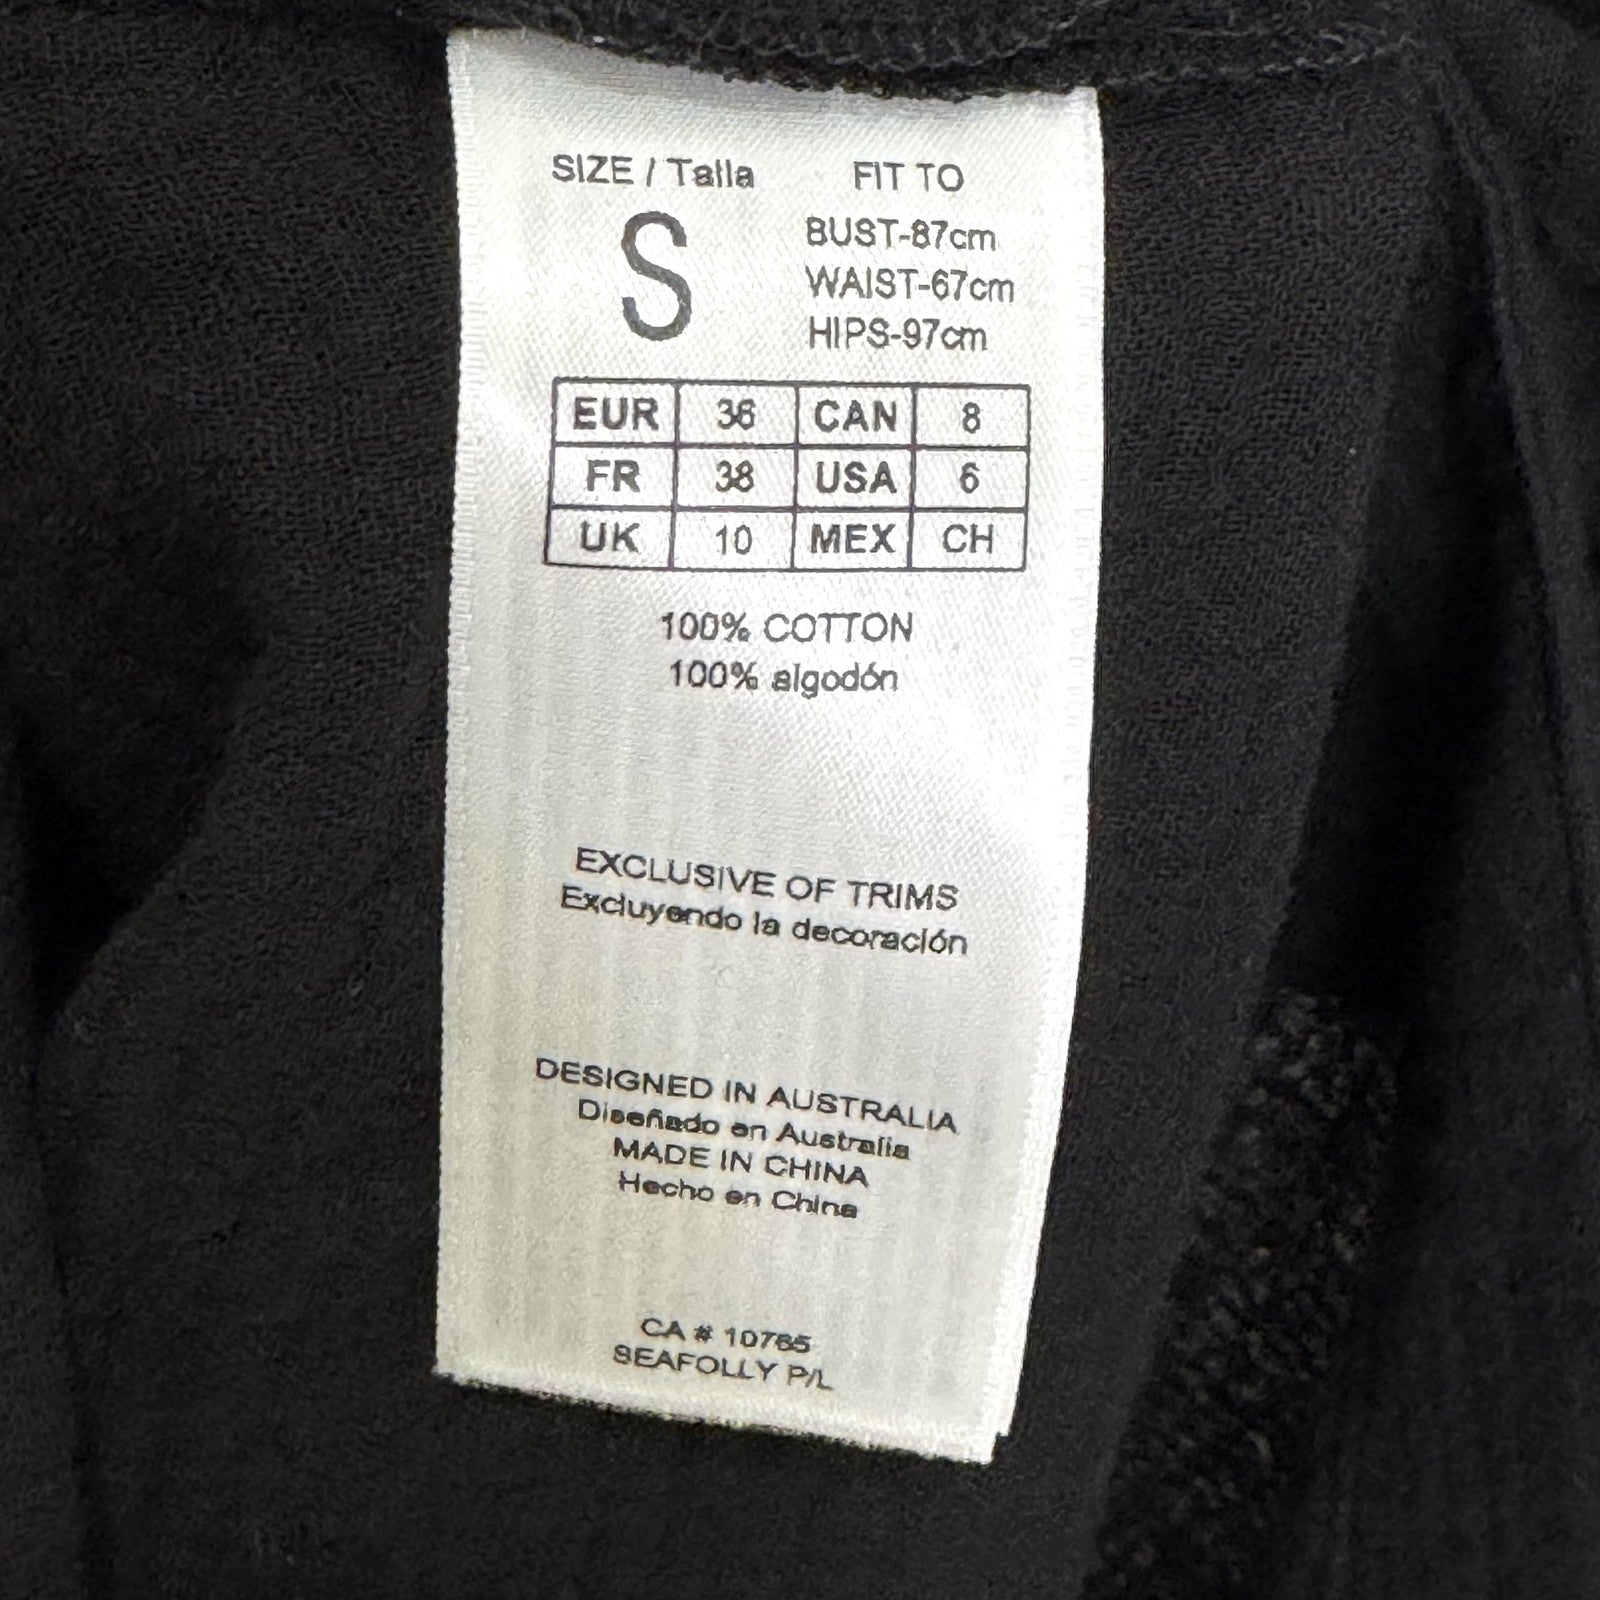 SIZE / Talla
S
FIT TO
BUST-87cm
WAIST-67cm
HIPS-97cm
EUR 36 CAN 8
FR 38 USA 6
UK 10 MEX CH
100% COTTON
100% algodón
EXCLUSIVE OF TRIMS
Excluyendo la decoración
DESIGNED IN AUSTRALIA
Diseñado en Australia
MADE IN CHINA
Hecho en China
CA # 10765
SEAFOLLY P/L